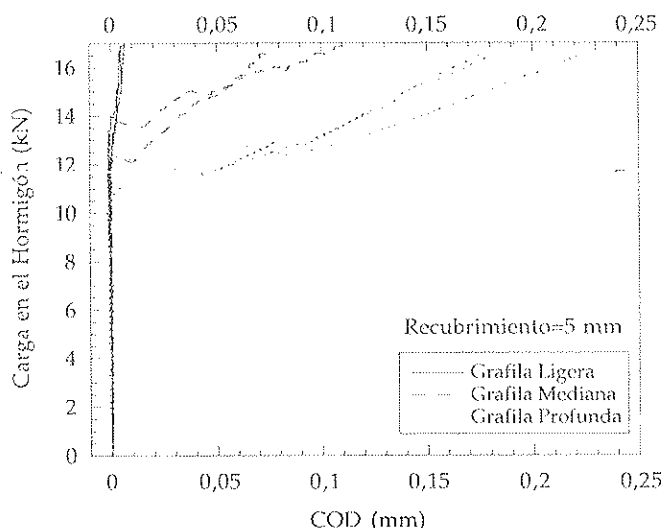 0 0,05 0,1 0,15 0,2 0,25
16
14
12
10
8
6
4
2
0
Carga en el Hormigón (kN)
Recubrimiento=5 mm
Grafila Ligera
Grafila Mediana
Grafila Profunda
0 0,05 0,1 0,15 0,2 0,25
COD (mm)